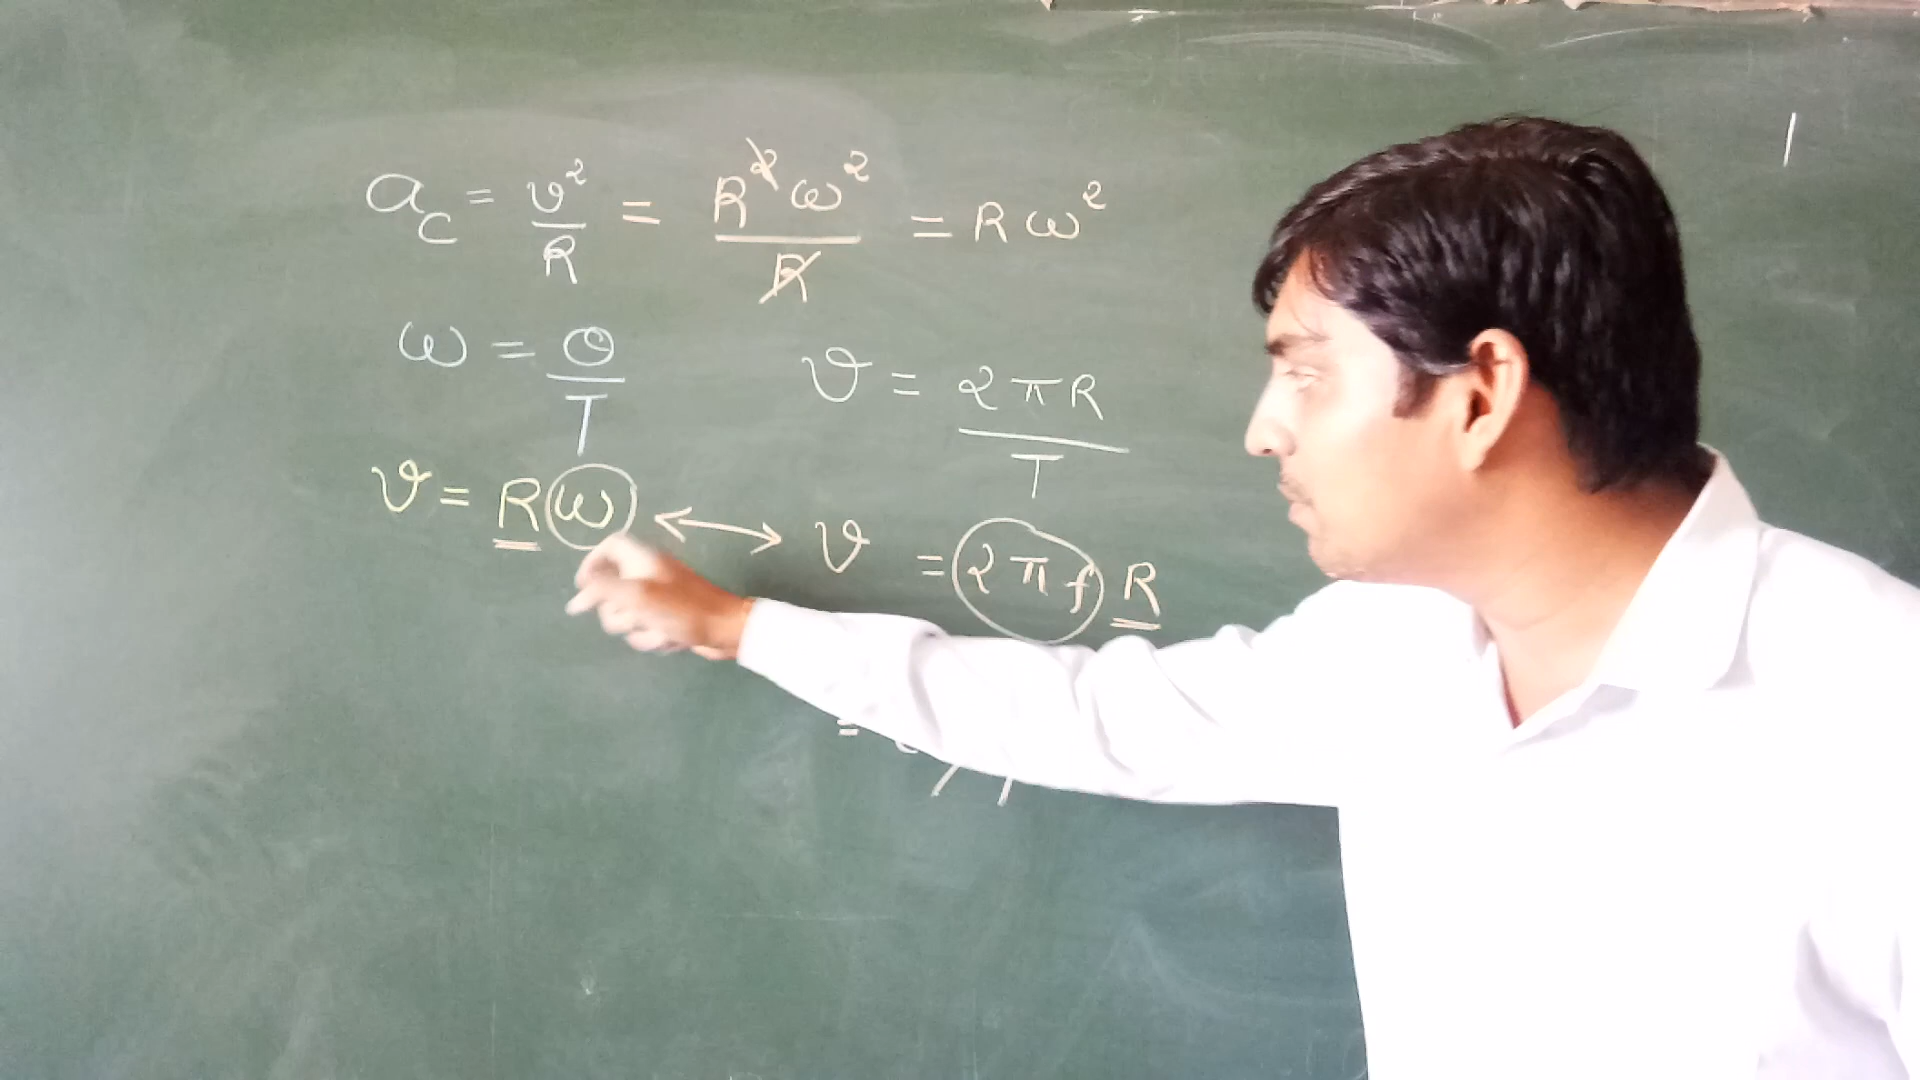 a_c = v²/R = R²ω²/R = Rω²
ω = θ/T
v = 2πR/T
v = Rω ↔ v = 2πf R